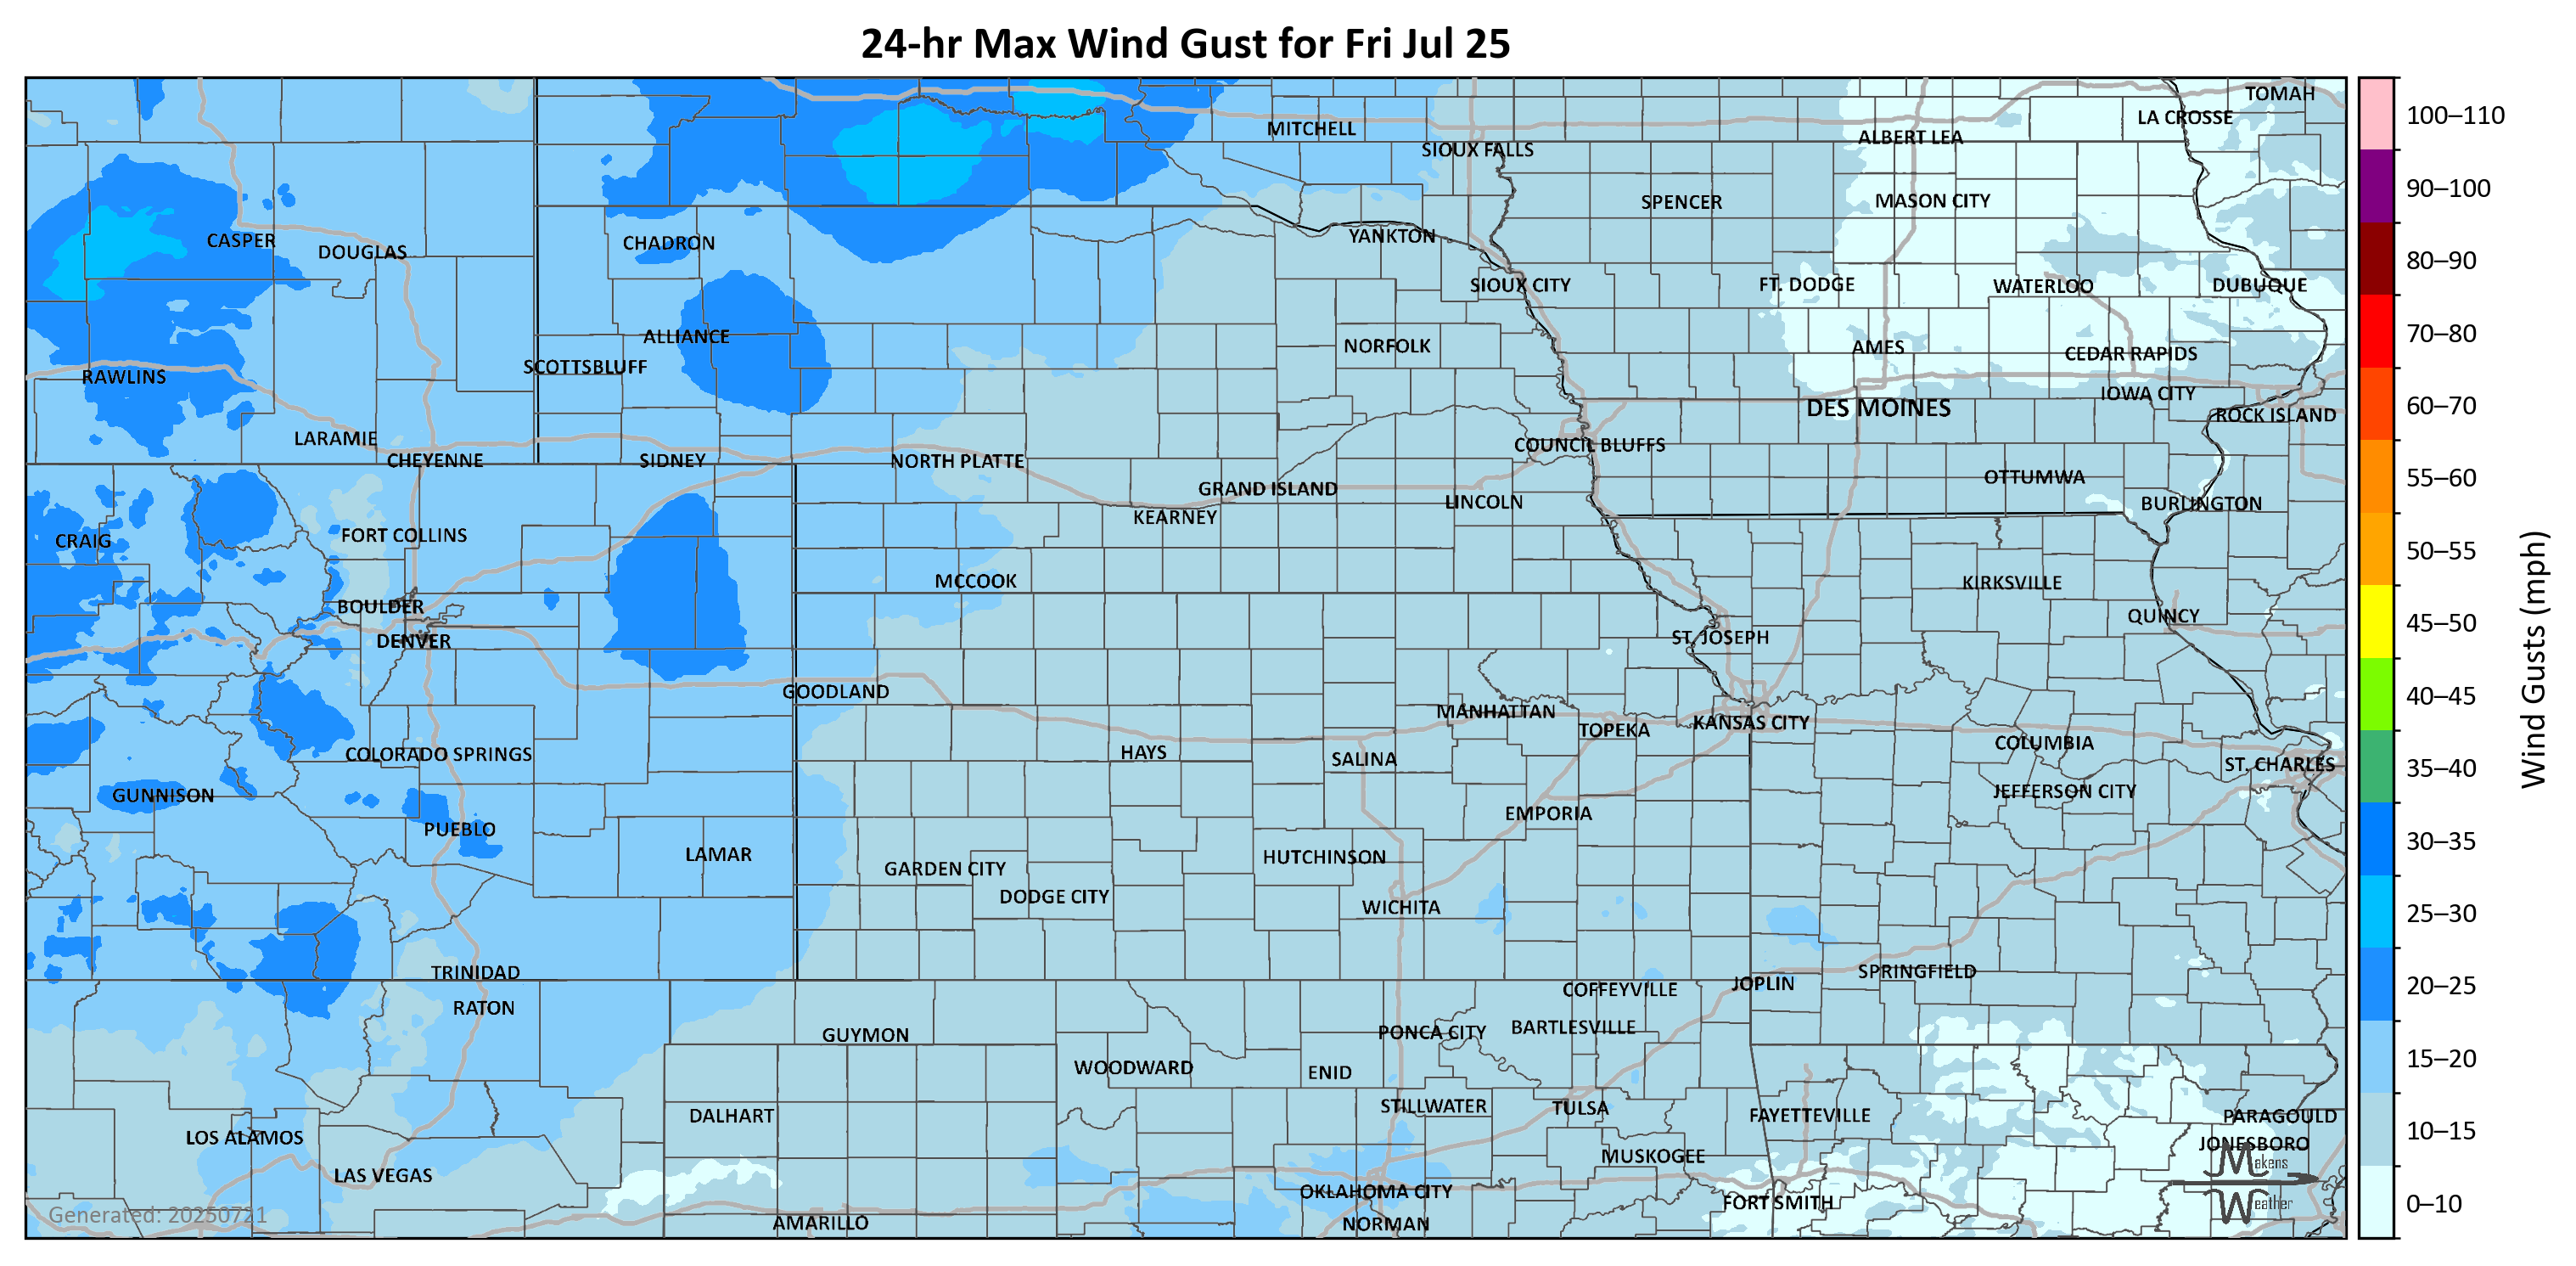 24-hr Max Wind Gust for Fri Jul 25
TOMAH
LA CROSSE
MITCHELL
ALBERT LEA
SIOUX FALLS
SPENCER
MASON CITY
YANKTON
CASPER
DOUGLAS
CHADRON
SIOUX CITY
FT. DODGE
WATERLOO
DUBUQUE
ALLIANCE
NORFOLK
AMES
CEDAR RAPIDS
SCOTTSBLUFF
RAWLINS
IOWA CITY
DES MOINES
ROCK ISLAND
LARAMIE
COUNCIL BLUFFS
CHEYENNE
SIDNEY
NORTH PLATTE
OTTUMWA
GRAND ISLAND
LINCOLN
BURLINGTON
KEARNEY
FORT COLLINS
CRAIG
MCCOOK
KIRKSVILLE
BOULDER
QUINCY
DENVER
ST. JOSEPH
GOODLAND
MANHATTAN
KANSAS CITY
TOPEKA
COLUMBIA
COLORADO SPRINGS
HAYS
SALINA
ST. CHARLES
GUNNISON
JEFFERSON CITY
EMPORIA
PUEBLO
LAMAR
HUTCHINSON
GARDEN CITY
DODGE CITY
WICHITA
TRINIDAD
SPRINGFIELD
JOPLIN
COFFEYVILLE
RATON
GUYMON
PONCA CITY
BARTLESVILLE
WOODWARD
ENID
STILLWATER
TULSA
DALHART
FAYETTEVILLE
PARAGOULD
LOS ALAMOS
JONESBORO
MUSKOGEE
LAS VEGAS
OKLAHOMA CITY
FORT SMITH
AMARILLO
NORMAN
Generated: 20250721
Makens
Weather
100–110
90–100
80–90
70–80
60–70
55–60
50–55
45–50
40–45
35–40
30–35
25–30
20–25
15–20
10–15
0–10
Wind Gusts (mph)